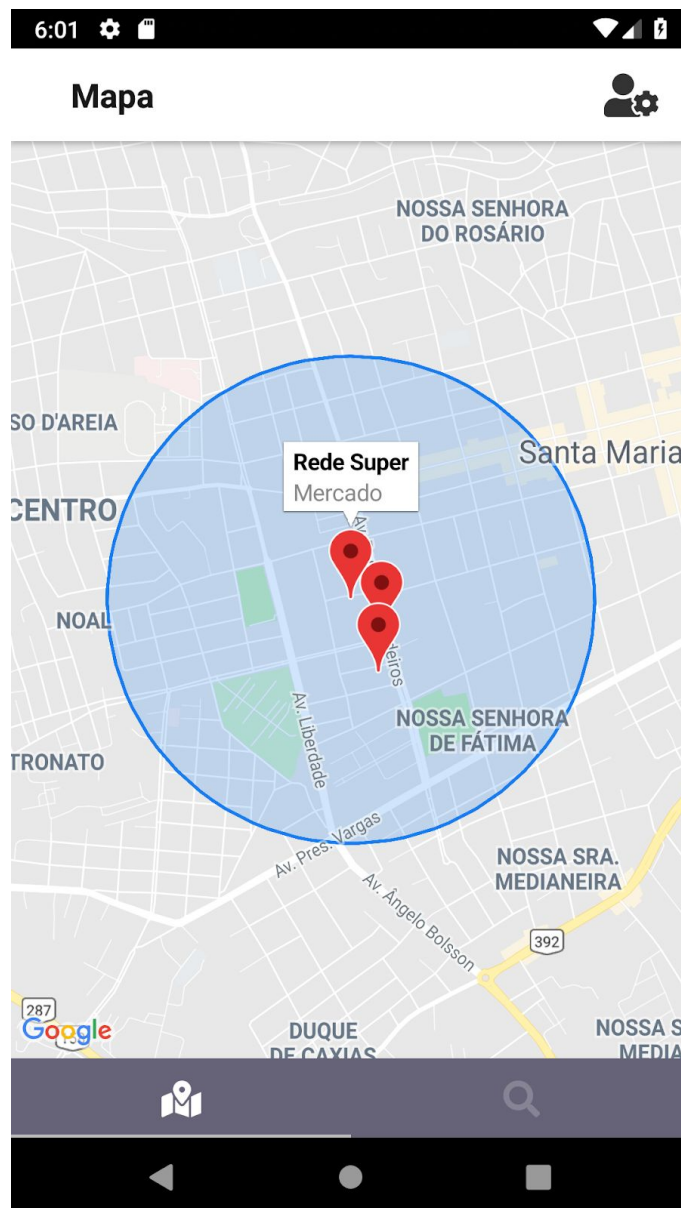 6:01
Mapa
NOSSA SENHORA
DO ROSÁRIO
SO D'AREIA
Rede Super
Mercado
Santa Maria
CENTRO
Av.
NOAL
deiros
Av. Liberdade
NOSSA SENHORA
DE FÁTIMA
TRONATO
Av. Pres. Vargas
NOSSA SRA.
MEDIANEIRA
Av. Ângelo Bolsson
392
287
Google
DUQUE
DE CAXIAS
NOSSA S
MEDIA